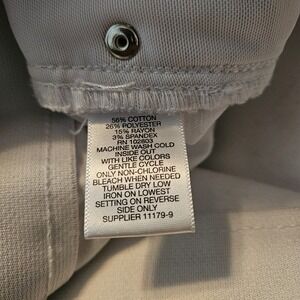 56% COTTON
26% POLYESTER
15% RAYON
3% SPANDEX
RN 102803
MACHINE WASH COLD
INSIDE OUT
WITH LIKE COLORS
GENTLE CYCLE
ONLY NON-CHLORINE
BLEACH WHEN NEEDED
TUMBLE DRY LOW
IRON ON LOWEST
SETTING ON REVERSE
SIDE ONLY
SUPPLIER 11179-9